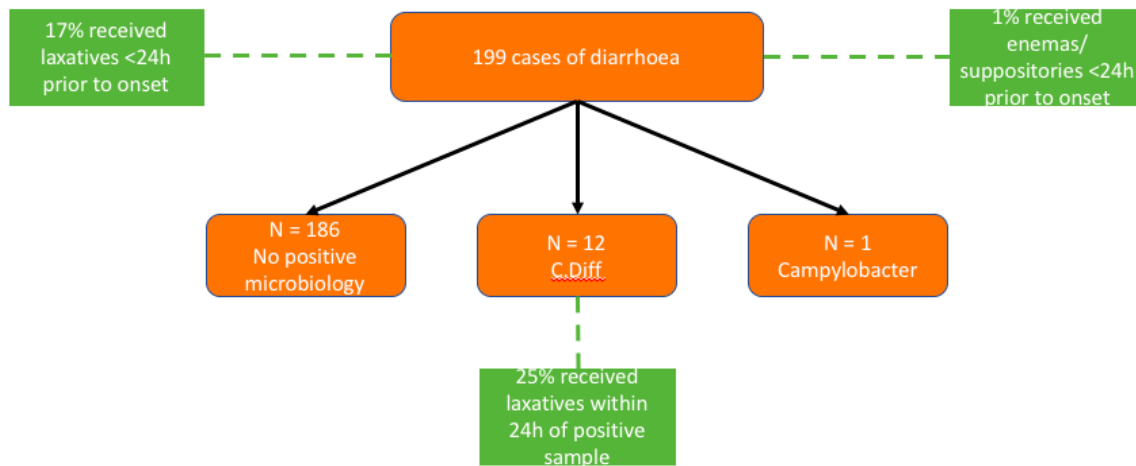 17% received
laxatives <24h
prior to onset
199 cases of diarrhoea
1% received
enemas/
suppositories <24h
prior to onset
N = 186
No positive
microbiology
N = 12
C.Diff
N = 1
Campylobacter
25% received
laxatives within
24h of positive
sample